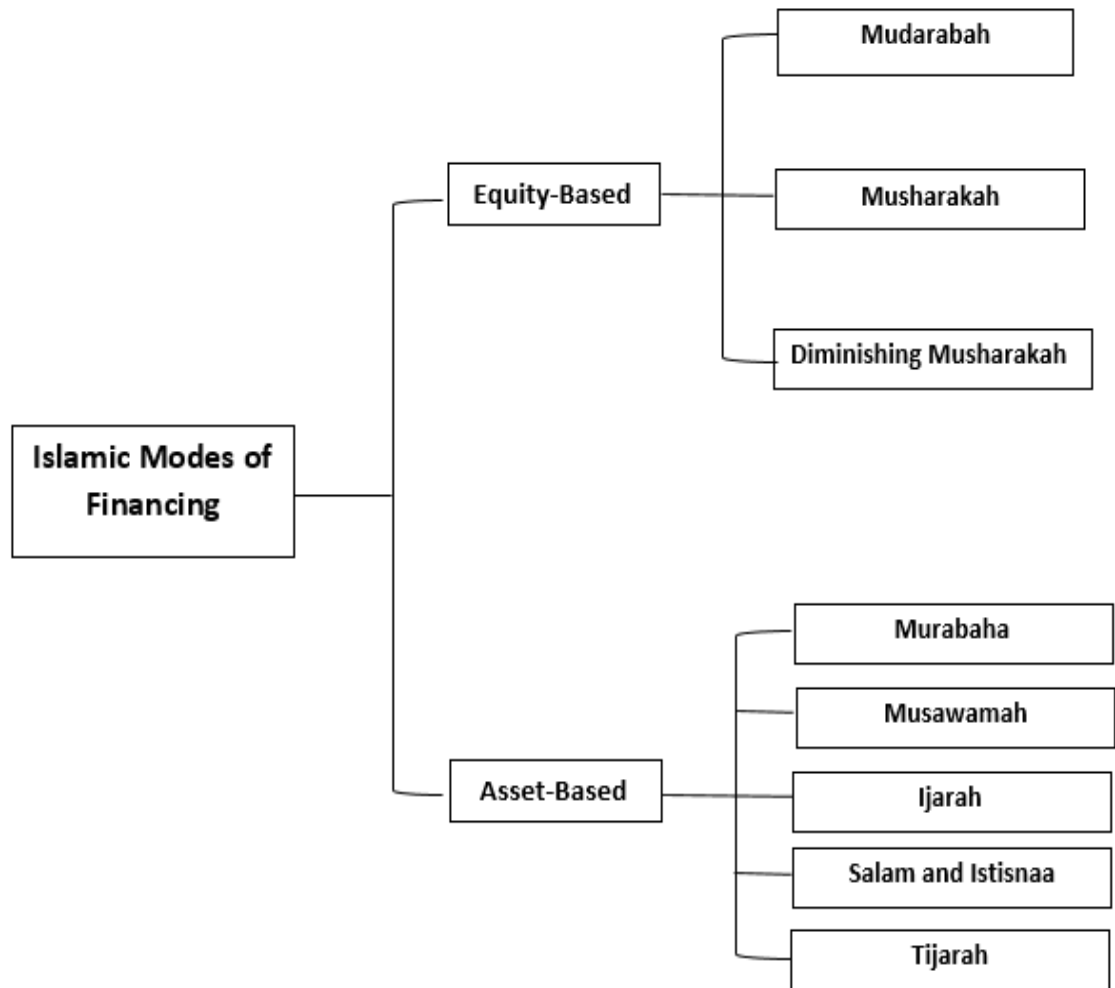 Mudarabah
Equity-Based
Musharakah
Diminishing Musharakah
Islamic Modes of
Financing
Murabaha
Musawamah
Asset-Based
Ijarah
Salam and Istisnaa
Tijarah